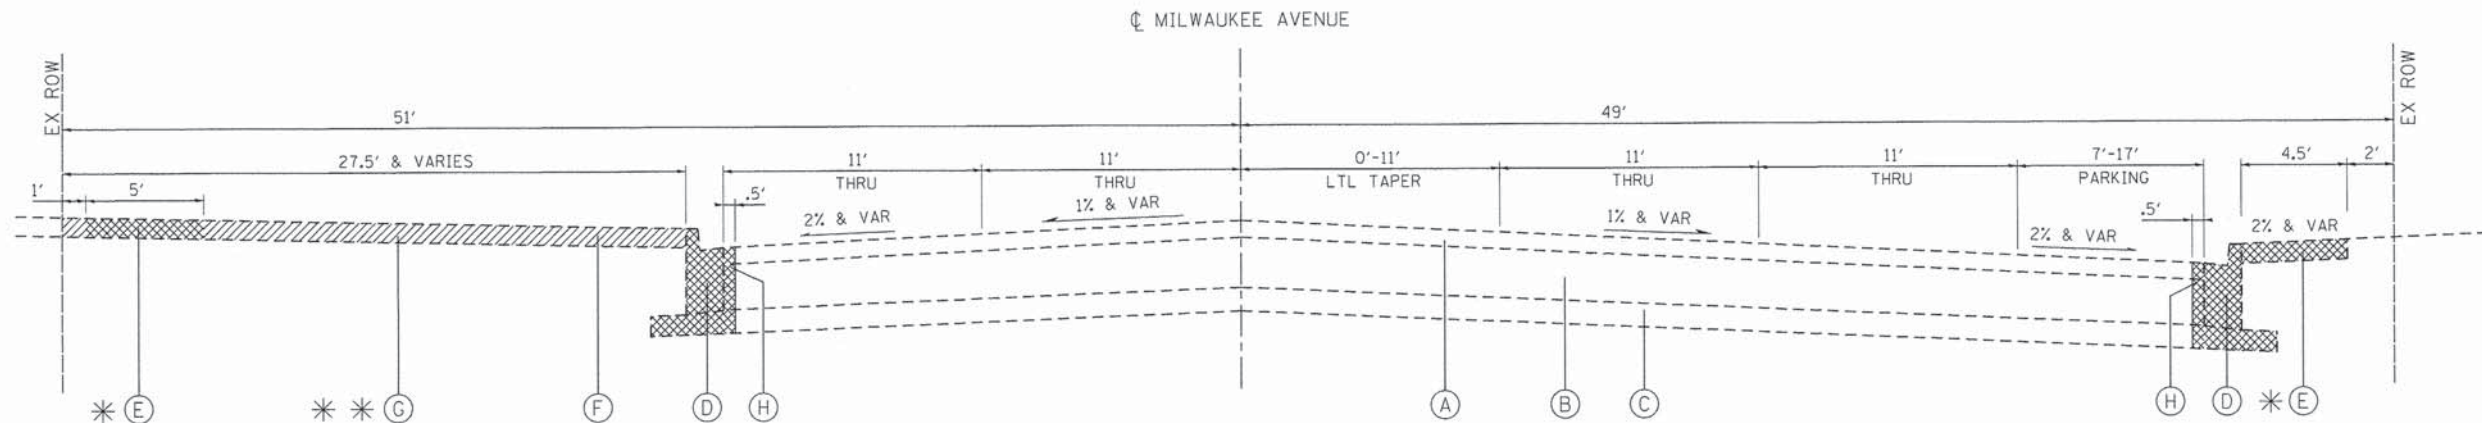 ℄ MILWAUKEE AVENUE
EX ROW
EX ROW
51'
49'
27.5' & VARIES
11'
11'
0'-11'
11'
11'
7'-17'
4.5'
2'
1'
5'
THRU
THRU
LTL TAPER
THRU
THRU
PARKING
.5'
.5'
2% & VAR
1% & VAR
1% & VAR
2% & VAR
2% & VAR
* E
* * G
F
D
H
A
B
C
H
D
* E